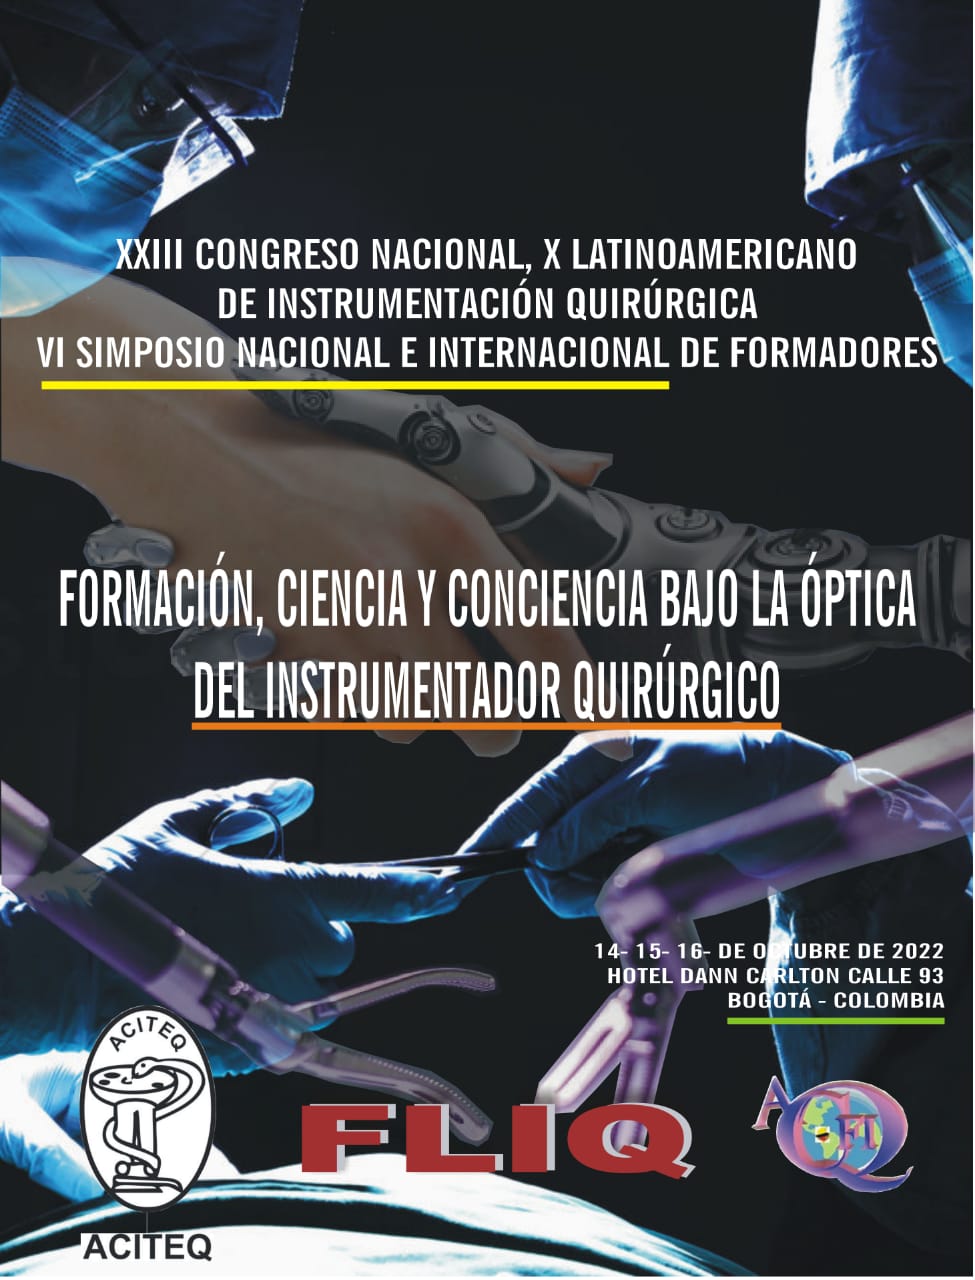 XXIII CONGRESO NACIONAL, X LATINOAMERICANO
DE INSTRUMENTACIÓN QUIRÚRGICA
VI SIMPOSIO NACIONAL E INTERNACIONAL DE FORMADORES
FORMACIÓN, CIENCIA Y CONCIENCIA BAJO LA ÓPTICA
DEL INSTRUMENTADOR QUIRÚRGICO
14- 15- 16- DE OCTUBRE DE 2022
HOTEL DANN CARLTON CALLE 93
BOGOTÁ - COLOMBIA
ACITEQ
FLIQ
ACITEQ